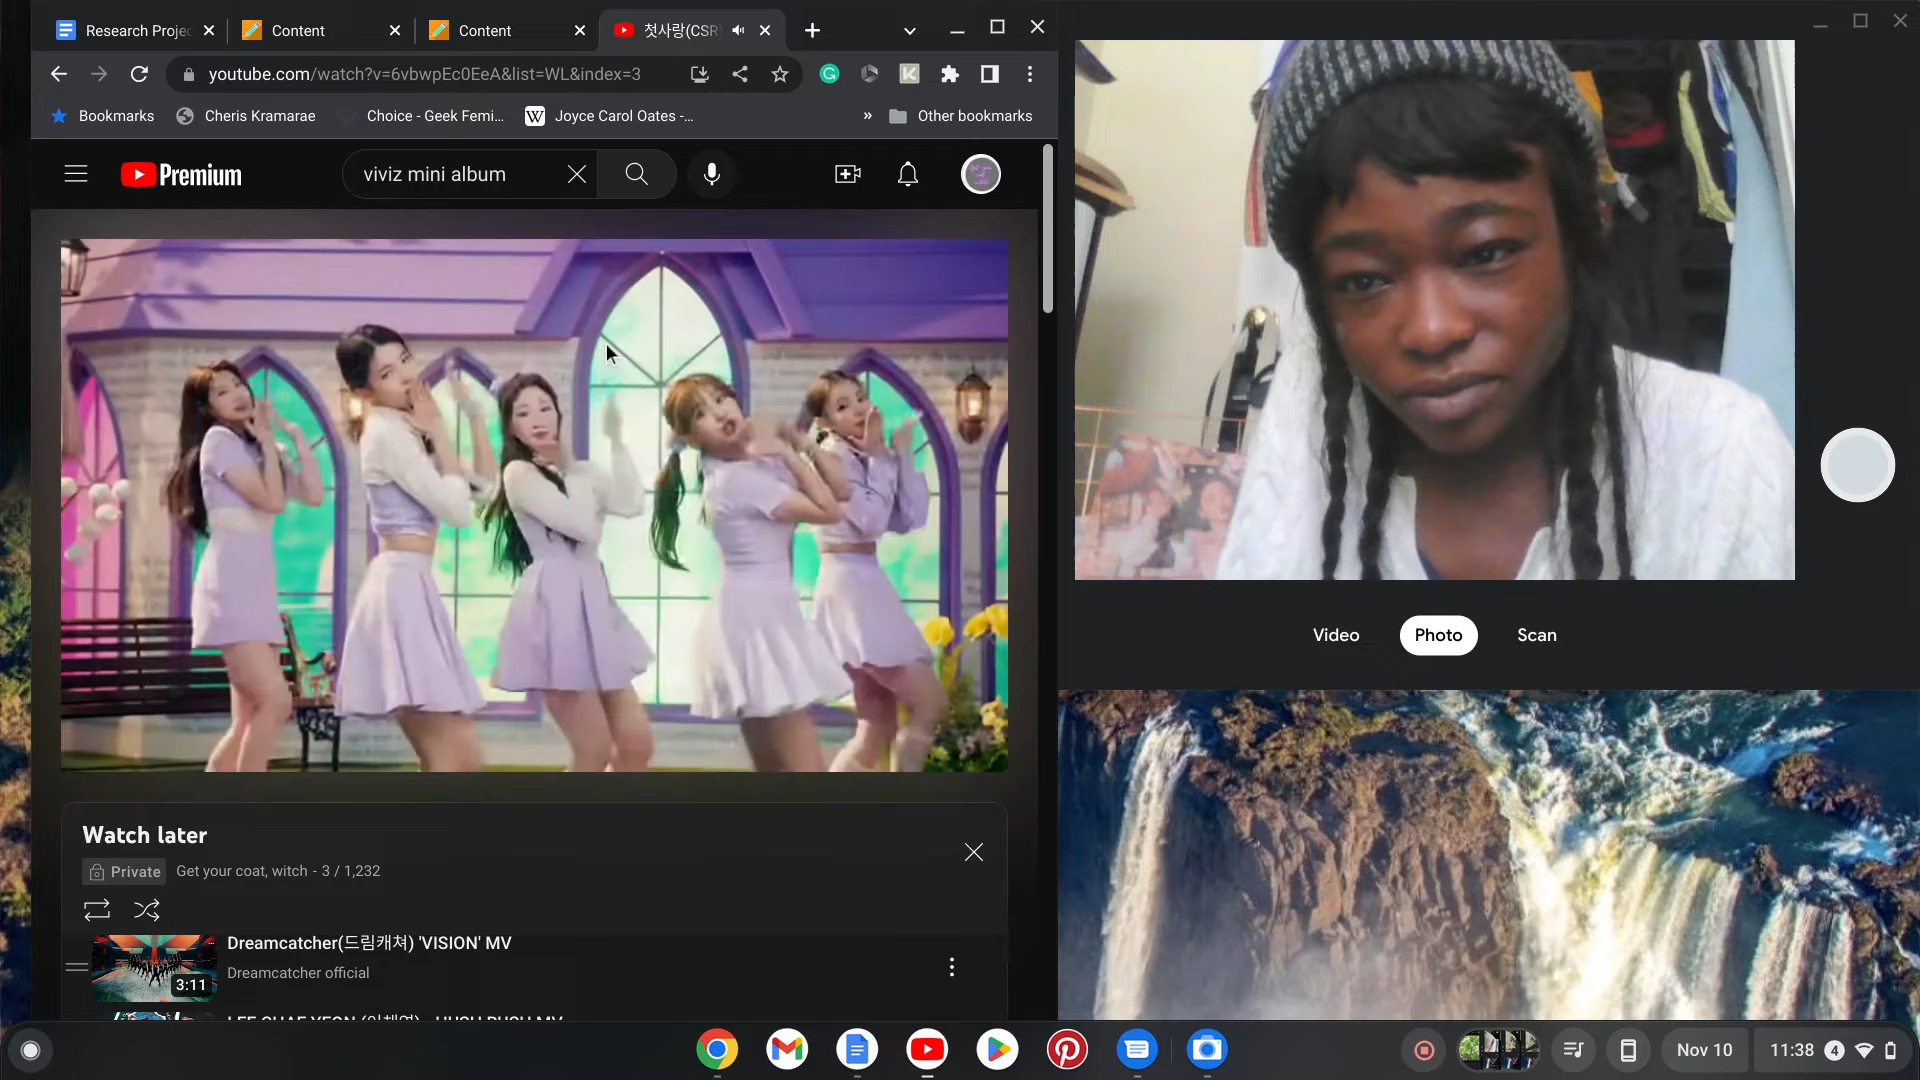 Research Projec
Content
Content
첫사랑(CSR)
youtube.com/watch?v=6vbwpEc0EeA&list=WL&index=3
Bookmarks
Cheris Kramarae
Choice - Geek Femi...
W
Joyce Carol Oates -...
»
Other bookmarks
Premium
viviz mini album
Video
Photo
Scan
Watch later
Private
Get your coat, witch - 3 / 1,232
Dreamcatcher(드림캐쳐) 'VISION' MV
Dreamcatcher official
3:11
Nov 10
11:38
4